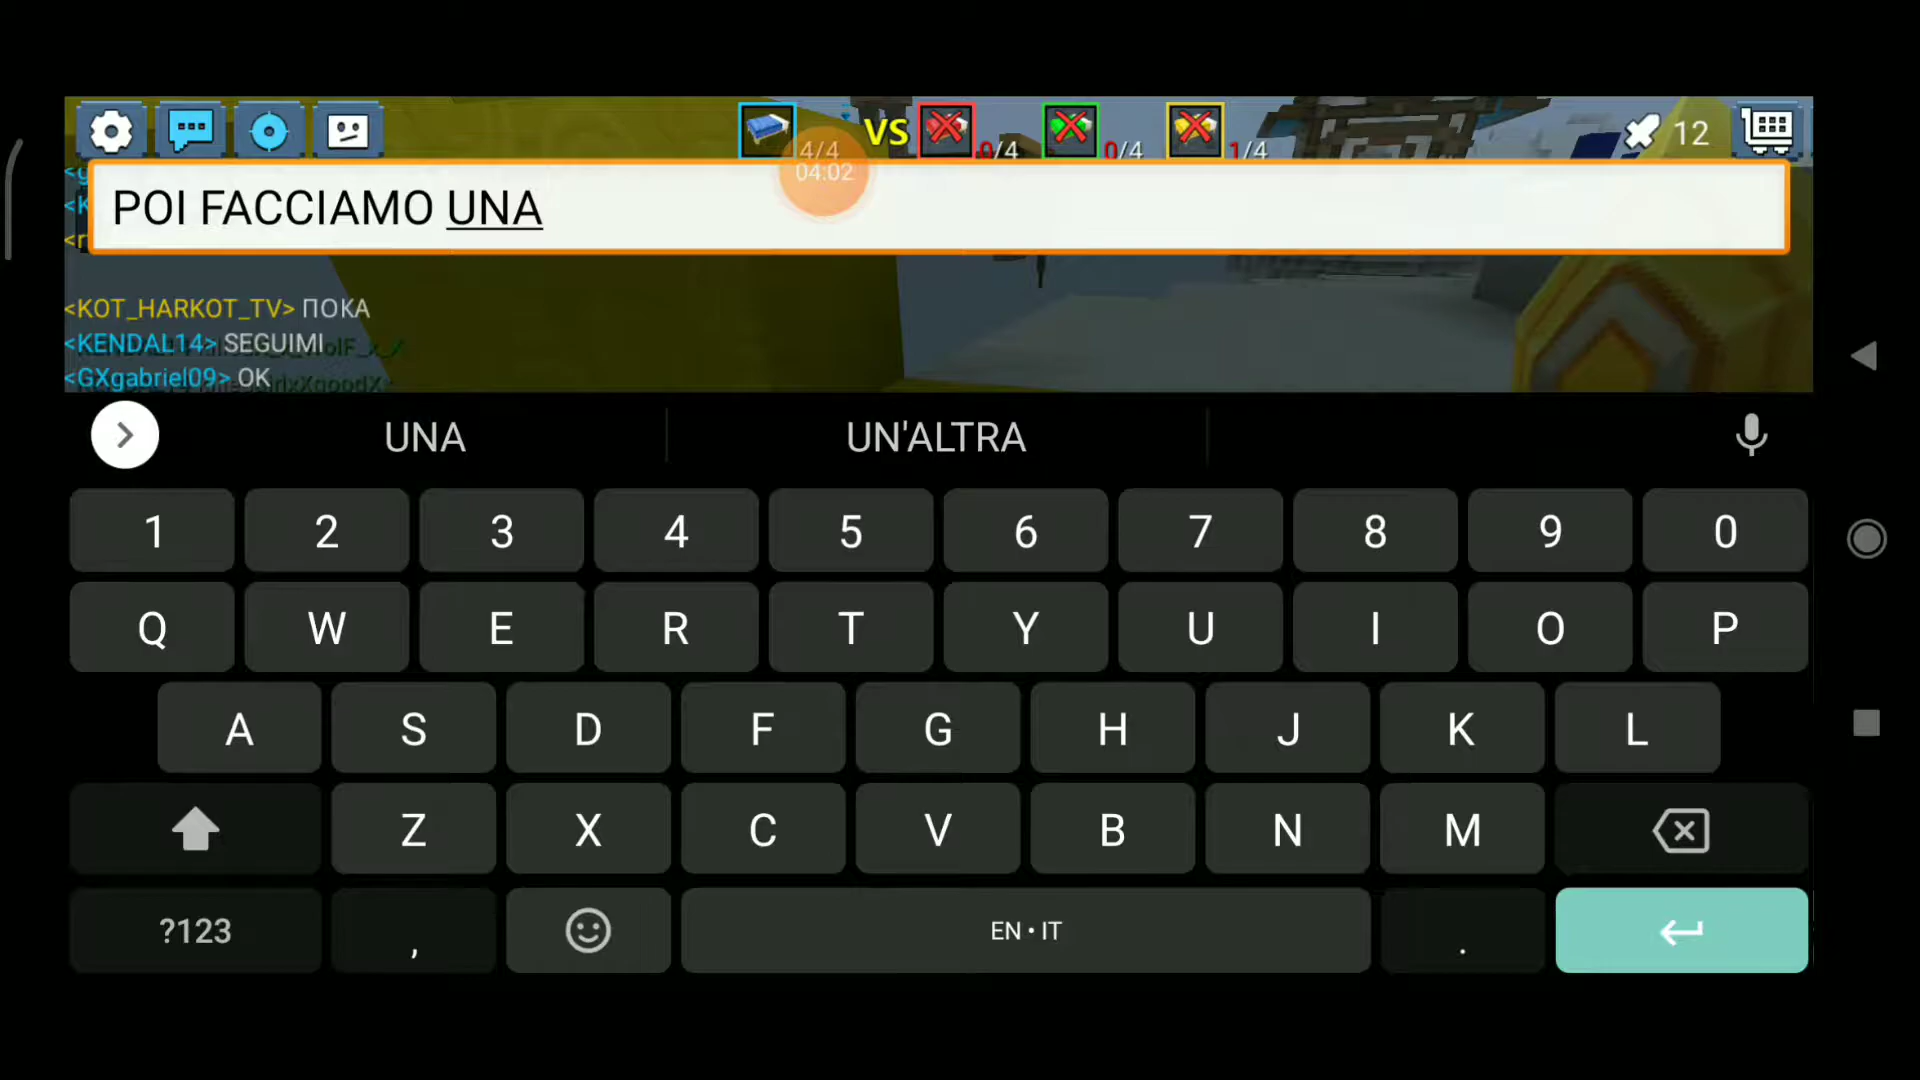 4/4 VS 0/4 0/4 1/4 12
04:02
POI FACCIAMO UNA
<KOT_HARKOT_TV> ПОКА
<KENDAL14> SEGUIMI
<GXgabriel09> OK
UNA UN'ALTRA
1 2 3 4 5 6 7 8 9 0
Q W E R T Y U I O P
A S D F G H J K L
Z X C V B N M
?123 , EN • IT .